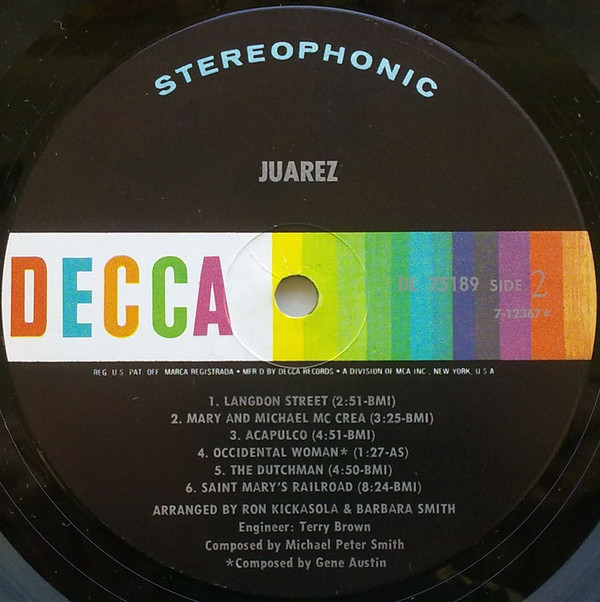 STEREOPHONIC
JUAREZ
DECCA
DL 75189 SIDE 2
7-12367*
REG. U.S. PAT. OFF. MARCA REGISTRADA • MFR'D BY DECCA RECORDS • A DIVISION OF MCA INC., NEW YORK, U.S.A
1. LANGDON STREET (2:51-BMI)
2. MARY AND MICHAEL MC CREA (3:25-BMI)
3. ACAPULCO (4:51-BMI)
4. OCCIDENTAL WOMAN* (1:27-AS)
5. THE DUTCHMAN (4:50-BMI)
6. SAINT MARY'S RAILROAD (8:24-BMI)
ARRANGED BY RON KICKASOLA & BARBARA SMITH
Engineer: Terry Brown
Composed by Michael Peter Smith
*Composed by Gene Austin